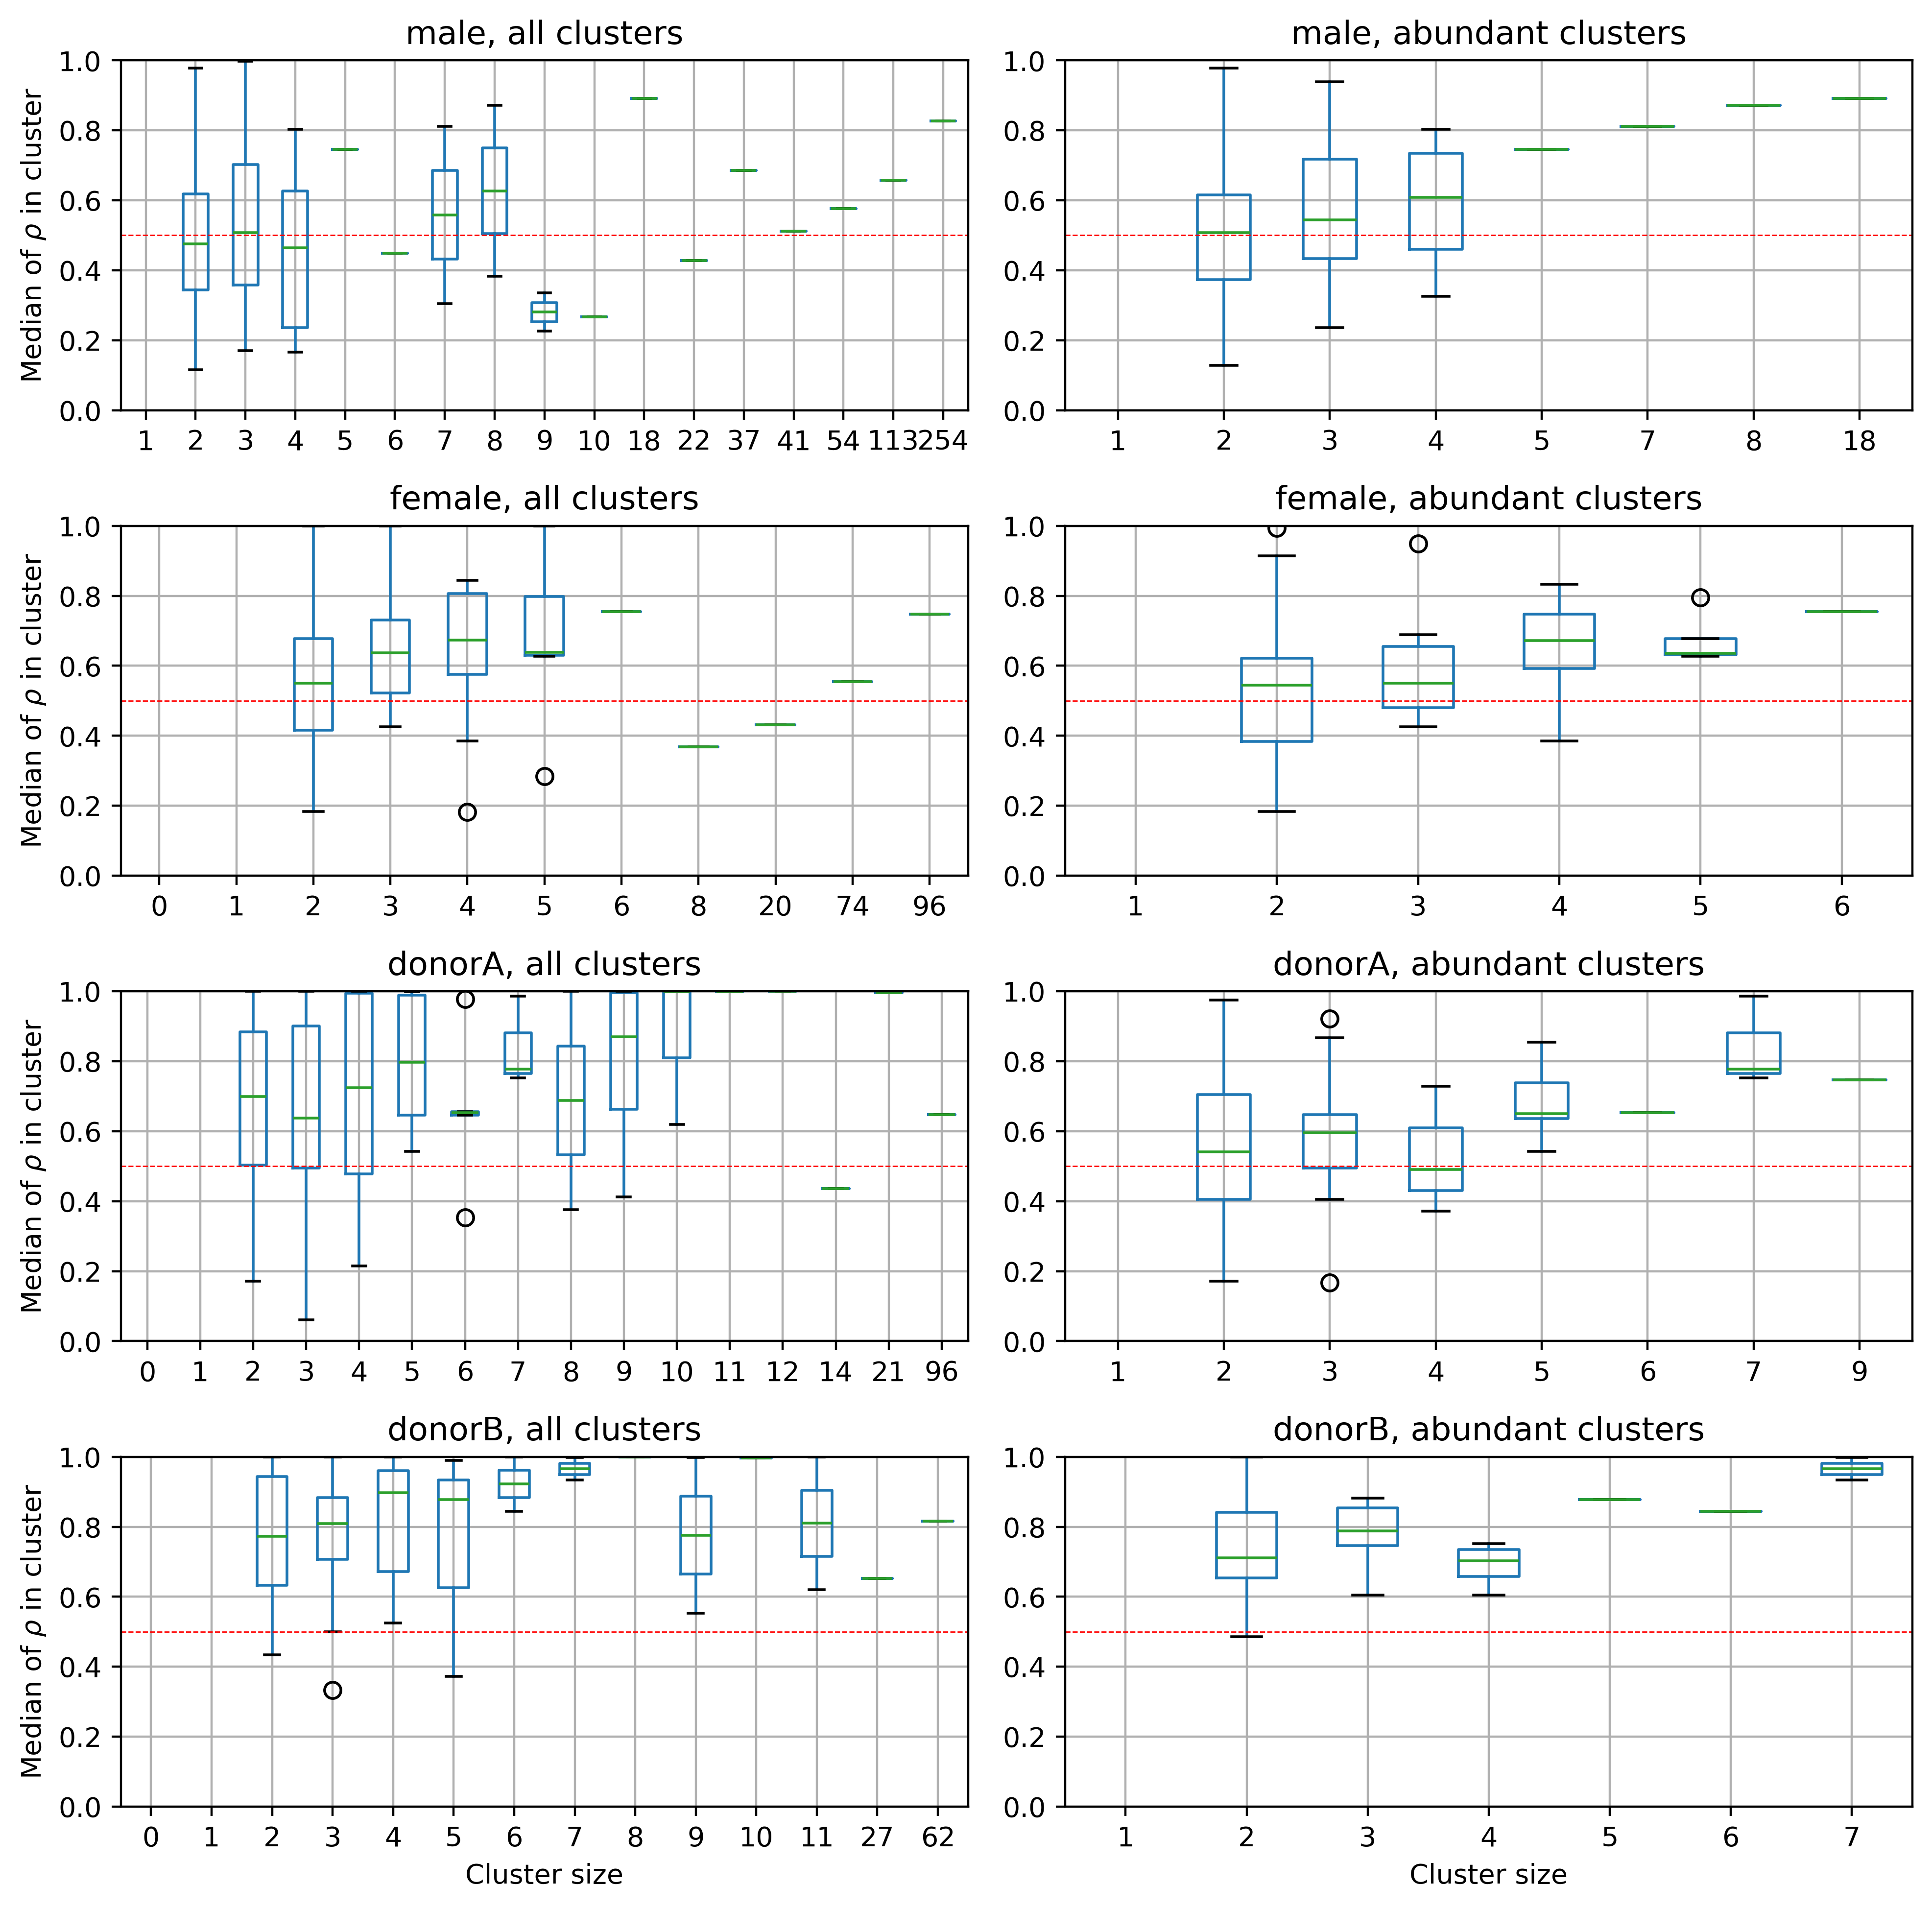 male, all clusters
Median of ρ in cluster
1.0
0.8
0.6
0.4
0.2
0.0
1 2 3 4 5 6 7 8 9 10 18 22 37 41 54 113 254
male, abundant clusters
1.0
0.8
0.6
0.4
0.2
0.0
1 2 3 4 5 7 8 18
female, all clusters
Median of ρ in cluster
1.0
0.8
0.6
0.4
0.2
0.0
0 1 2 3 4 5 6 8 20 74 96
female, abundant clusters
1.0
0.8
0.6
0.4
0.2
0.0
1 2 3 4 5 6
donorA, all clusters
Median of ρ in cluster
1.0
0.8
0.6
0.4
0.2
0.0
0 1 2 3 4 5 6 7 8 9 10 11 12 14 21 96
donorA, abundant clusters
1.0
0.8
0.6
0.4
0.2
0.0
1 2 3 4 5 6 7 9
donorB, all clusters
Median of ρ in cluster
1.0
0.8
0.6
0.4
0.2
0.0
0 1 2 3 4 5 6 7 8 9 10 11 27 62
Cluster size
donorB, abundant clusters
1.0
0.8
0.6
0.4
0.2
0.0
1 2 3 4 5 6 7
Cluster size